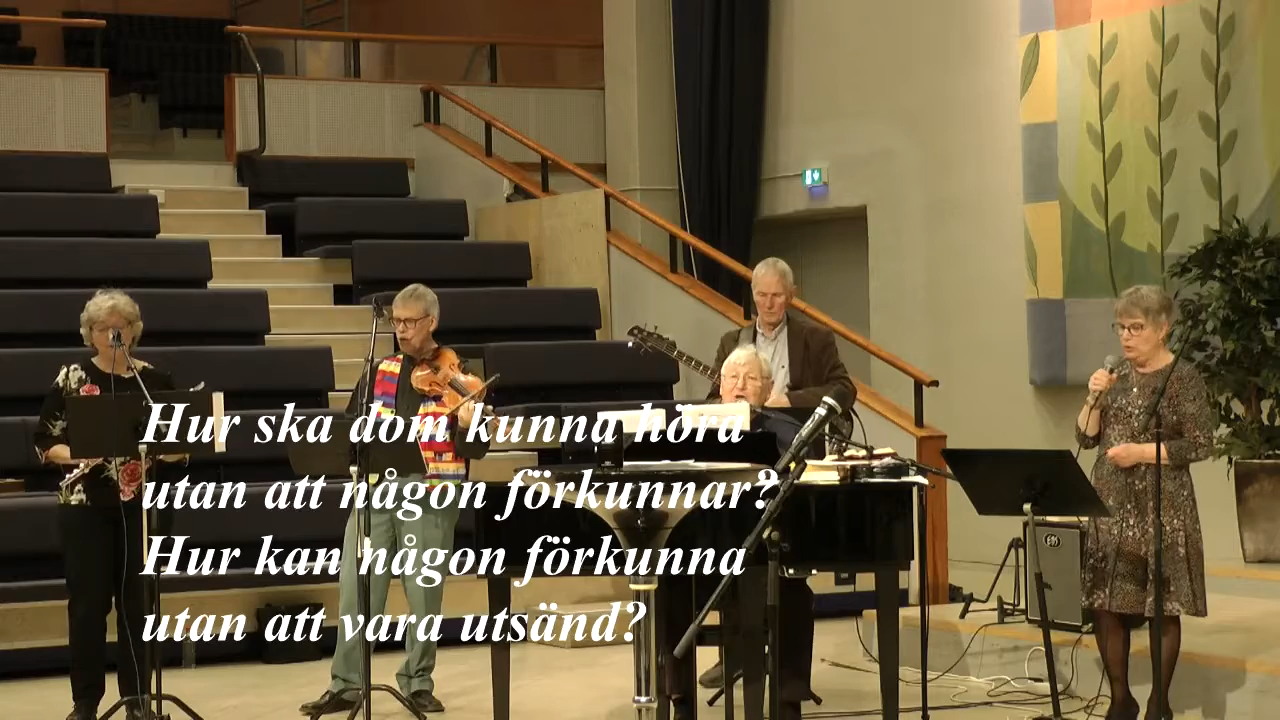 Hur ska dom kunna höra
utan att någon förkunnar?
Hur kan någon förkunna
utan att vara utsänd?